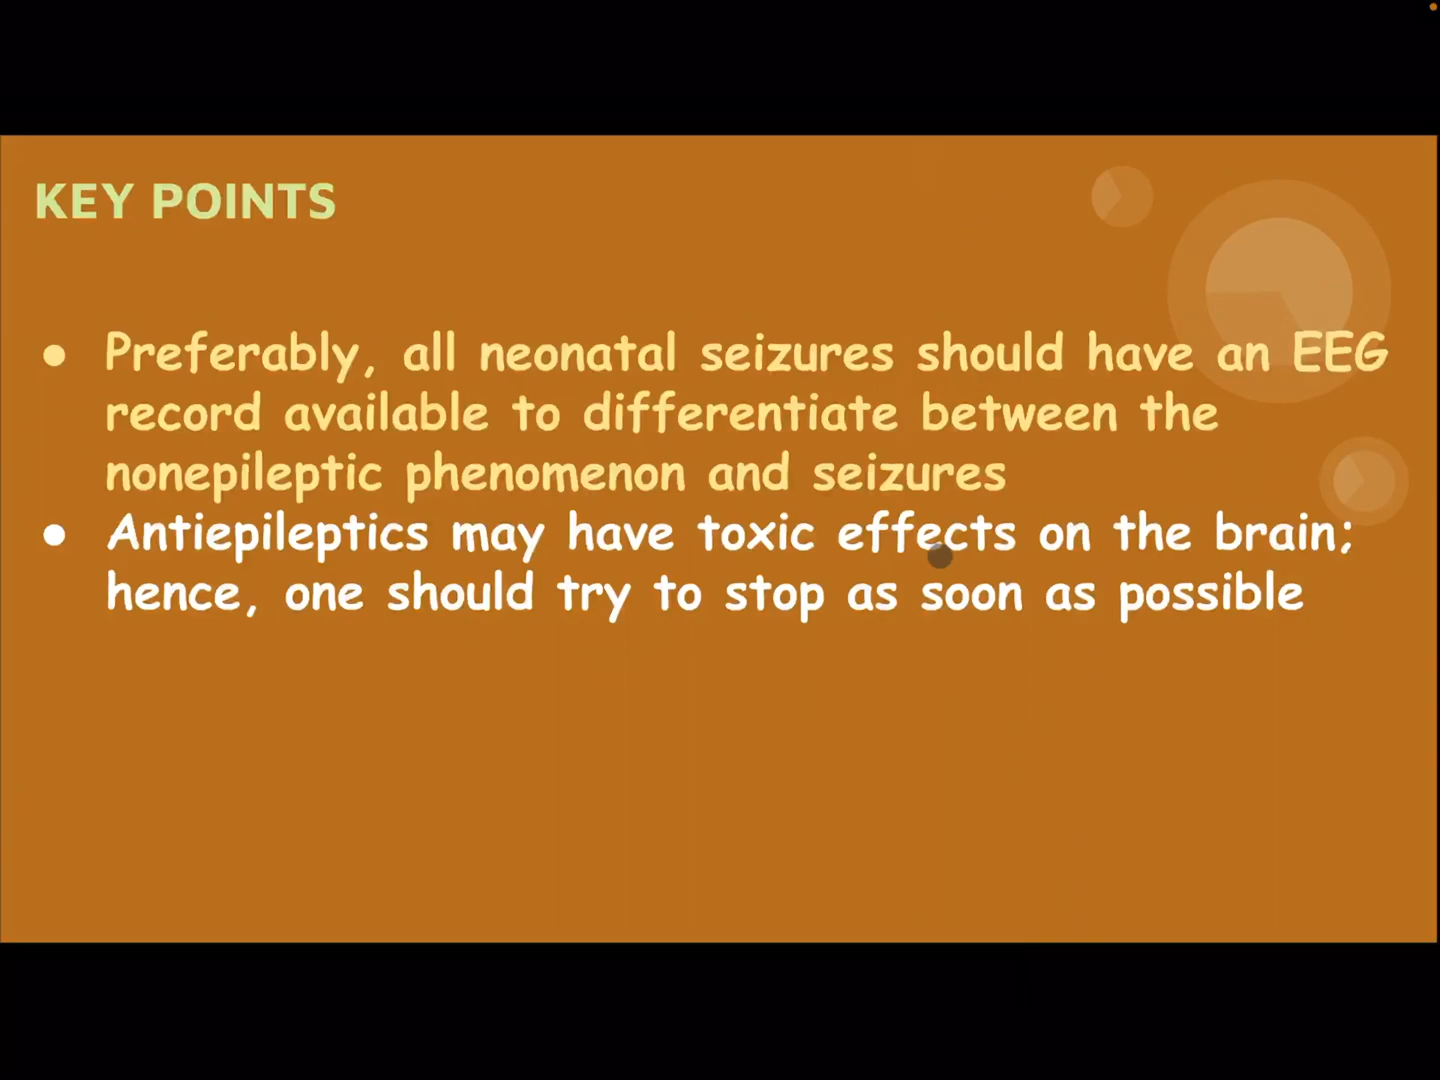 KEY POINTS
● Preferably, all neonatal seizures should have an EEG
record available to differentiate between the
nonepileptic phenomenon and seizures
● Antiepileptics may have toxic effects on the brain;
hence, one should try to stop as soon as possible